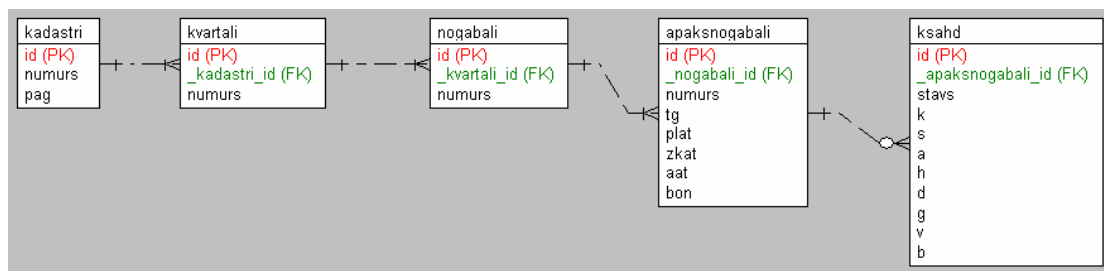 kadastri
id (PK)
numurs
pag
kvartali
id (PK)
_kadastri_id (FK)
numurs
nogabali
id (PK)
_kvartali_id (FK)
numurs
apaksnogabali
id (PK)
_nogabali_id (FK)
numurs
tg
plat
zkat
aat
bon
ksahd
id (PK)
_apaksnogabali_id (FK)
stavs
k
s
a
h
d
g
v
b